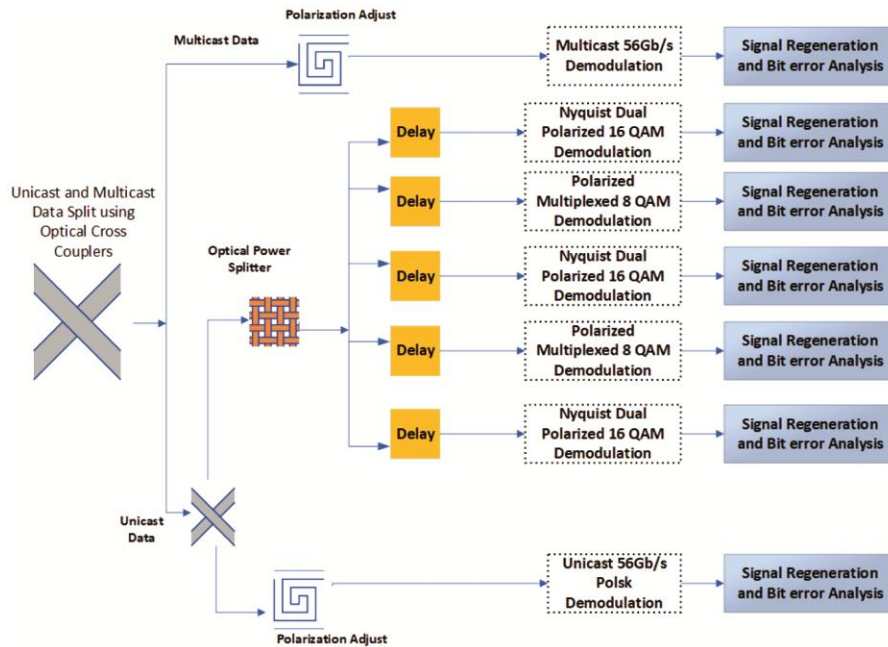 Polarization Adjust
Multicast Data
Multicast 56Gb/s
Demodulation
Signal Regeneration
and Bit error Analysis
Delay
Nyquist Dual
Polarized 16 QAM
Demodulation
Signal Regeneration
and Bit error Analysis
Unicast and Multicast
Data Split using
Optical Cross
Couplers
Delay
Polarized
Multiplexed 8 QAM
Demodulation
Signal Regeneration
and Bit error Analysis
Optical Power
Splitter
Delay
Nyquist Dual
Polarized 16 QAM
Demodulation
Signal Regeneration
and Bit error Analysis
Delay
Polarized
Multiplexed 8 QAM
Demodulation
Signal Regeneration
and Bit error Analysis
Delay
Nyquist Dual
Polarized 16 QAM
Demodulation
Signal Regeneration
and Bit error Analysis
Unicast
Data
Unicast 56Gb/s
Polsk
Demodulation
Signal Regeneration
and Bit error Analysis
Polarization Adjust